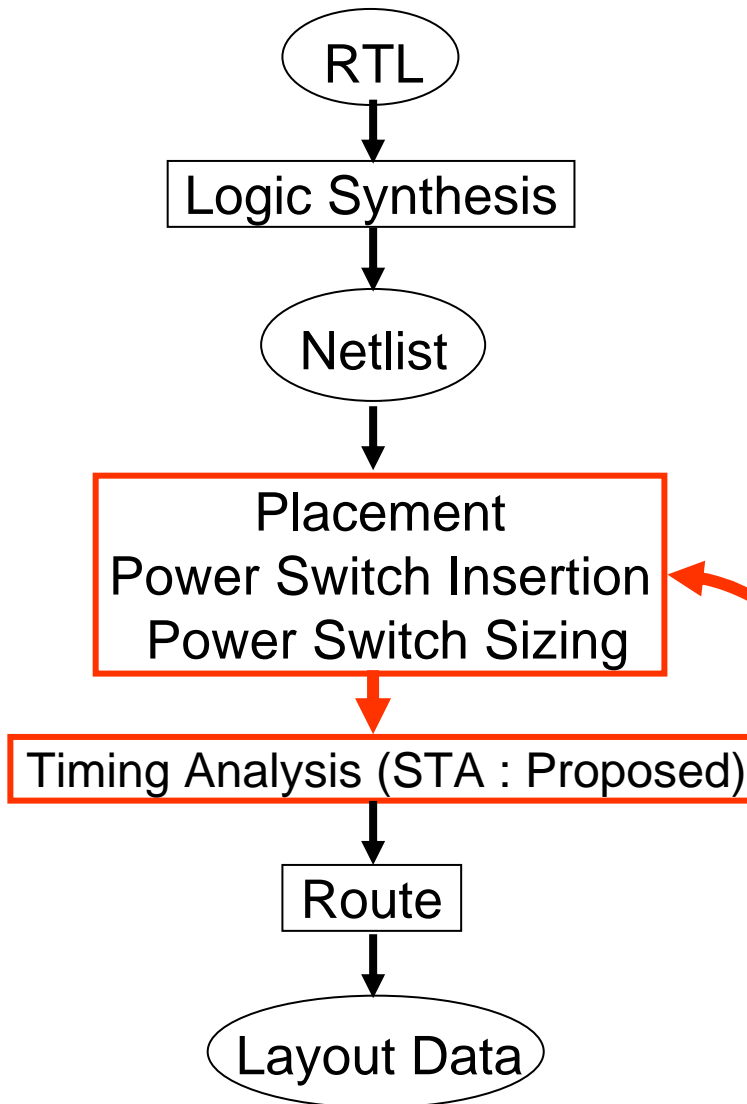 RTL
Logic Synthesis
Netlist
Placement
Power Switch Insertion
Power Switch Sizing
Timing Analysis (STA : Proposed)
Route
Layout Data